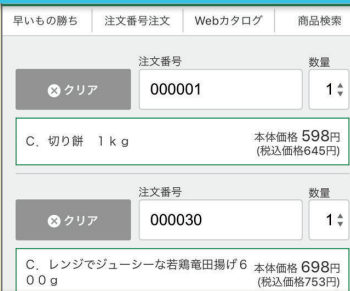 早いもの勝ち 注文番号注文 Webカタログ 商品検索
注文番号 数量
クリア 000001 1
C．切り餅　1kg 本体価格 598円
(税込価格645円)
注文番号 数量
クリア 000030 1
C．レンジでジューシーな若鶏竜田揚げ6 本体価格 698円
00g (税込価格753円)